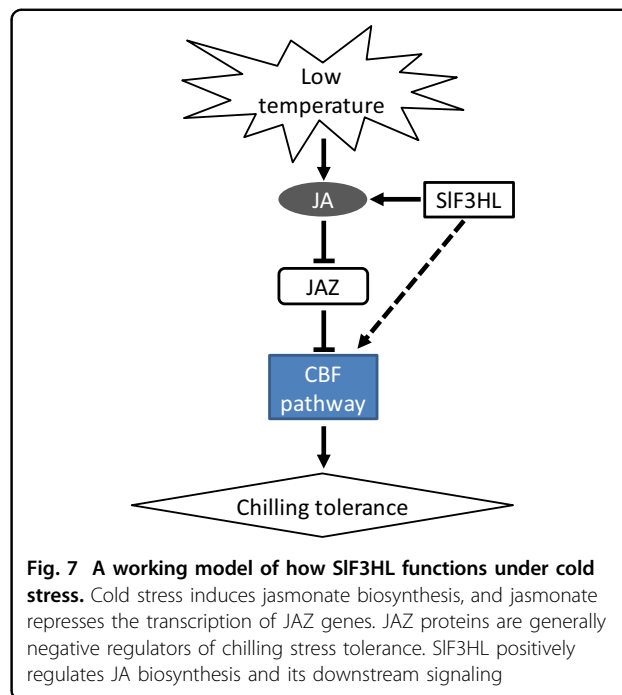 Low
temperature
JA
SlF3HL
JAZ
CBF
pathway
Chilling tolerance
Fig. 7 A working model of how SlF3HL functions under cold
stress. Cold stress induces jasmonate biosynthesis, and jasmonate
represses the transcription of JAZ genes. JAZ proteins are generally
negative regulators of chilling stress tolerance. SlF3HL positively
regulates JA biosynthesis and its downstream signaling